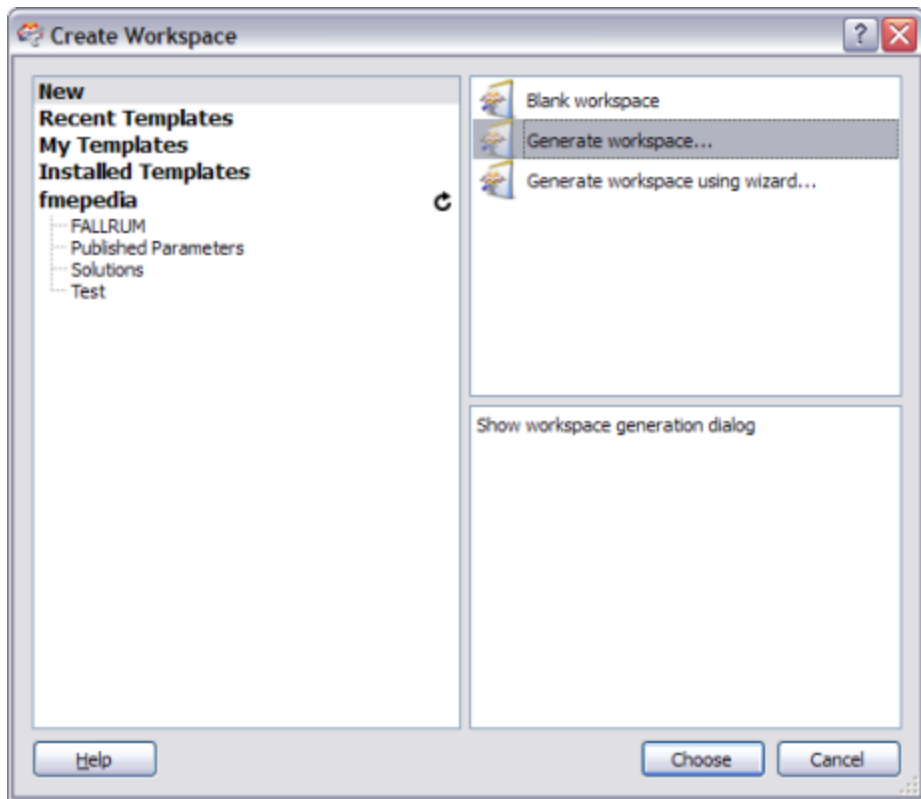 Create Workspace
New
Recent Templates
My Templates
Installed Templates
fmepedia
FALLRUM
Published Parameters
Solutions
Test
Blank workspace
Generate workspace...
Generate workspace using wizard...
Show workspace generation dialog
Help
Choose
Cancel